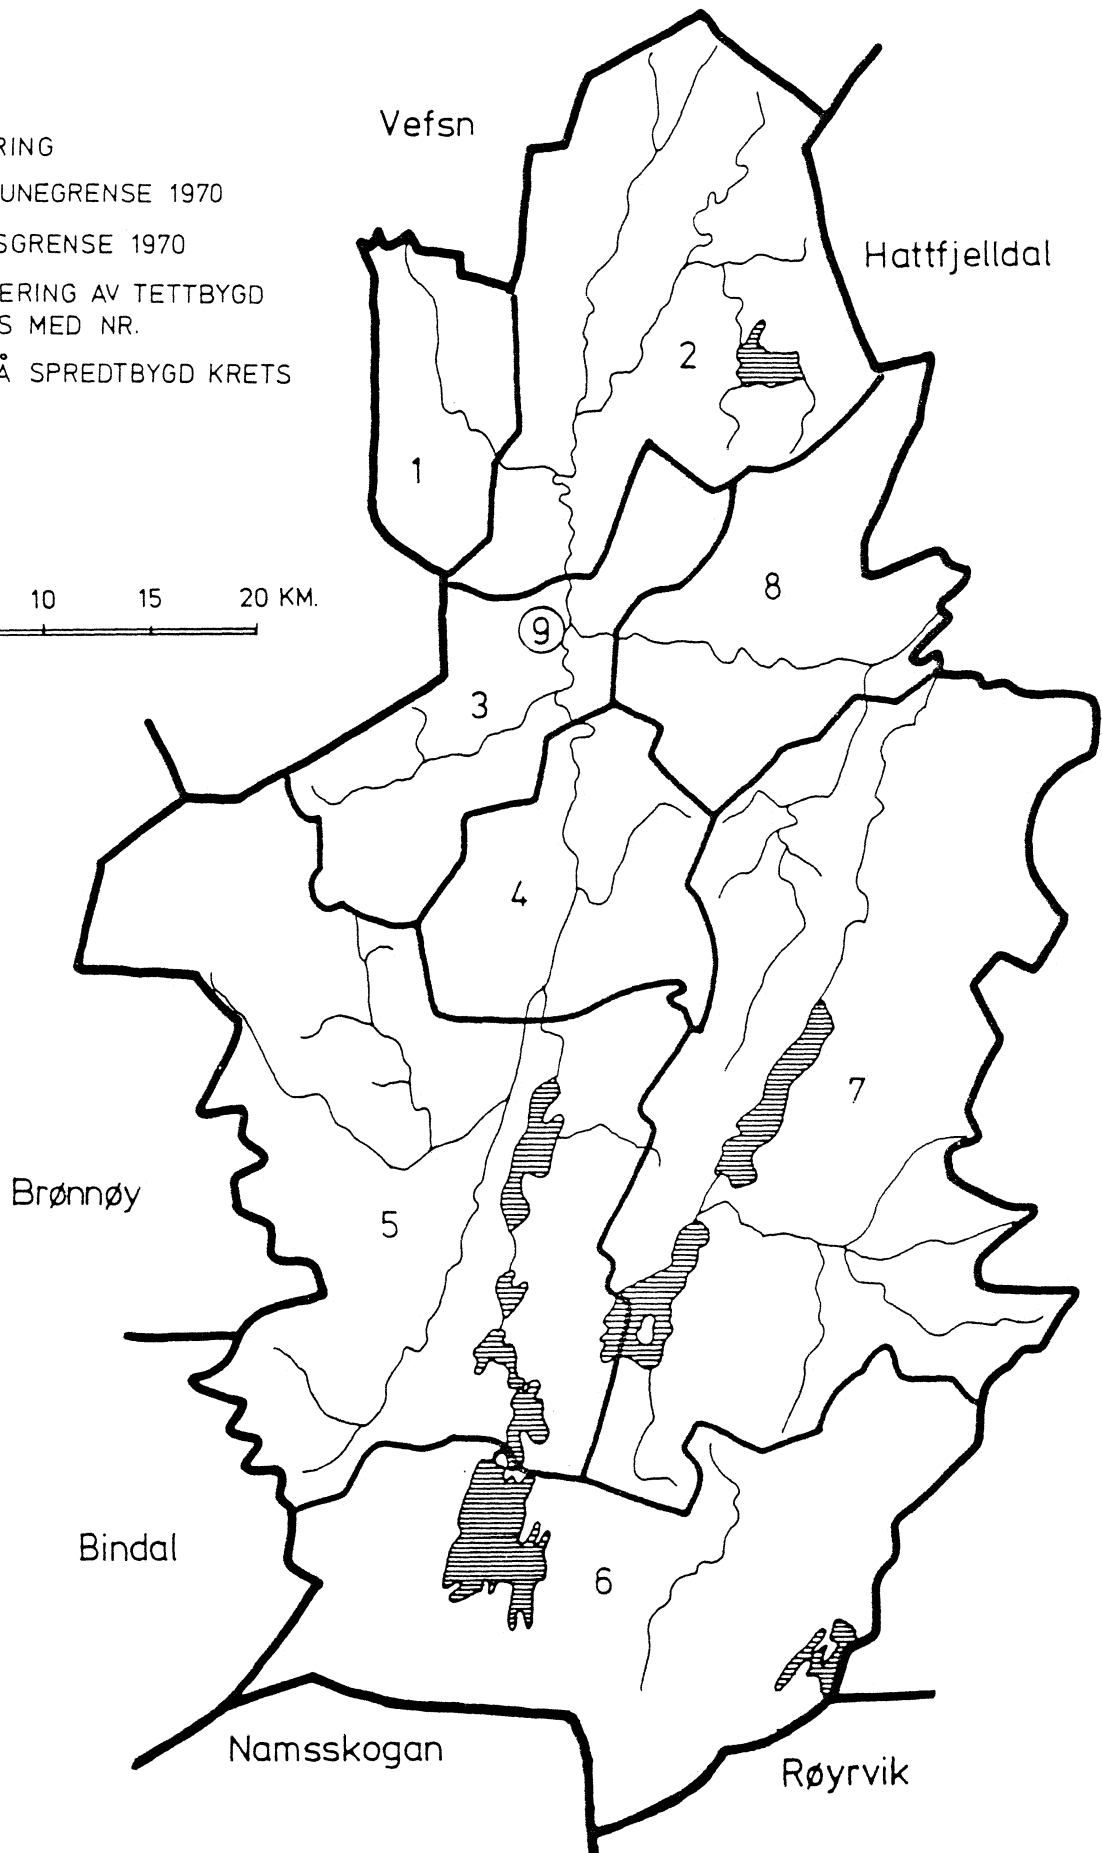 Vefsn
RING
UNEGRENSE 1970
SGRENSE 1970
Hattfjelldal
ERING AV TETTBYGD
S MED NR.
Å SPREDTBYGD KRETS
2
1
8
10 15 20 KM.
9
3
4
7
Brønnøy
5
Bindal
6
Namsskogan
Røyrvik